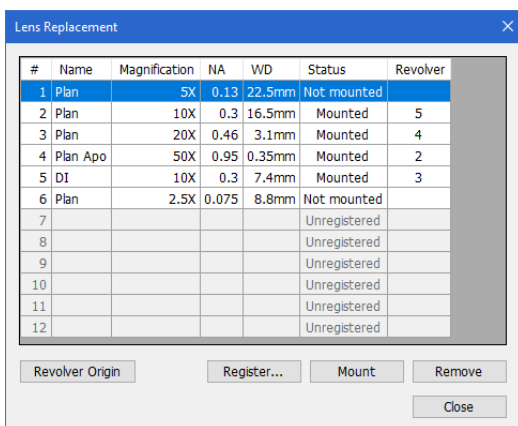 Lens Replacement
# Name Magnification NA WD Status Revolver
1 Plan 5X 0.13 22.5mm Not mounted
2 Plan 10X 0.3 16.5mm Mounted 5
3 Plan 20X 0.46 3.1mm Mounted 4
4 Plan Apo 50X 0.95 0.35mm Mounted 2
5 DI 10X 0.3 7.4mm Mounted 3
6 Plan 2.5X 0.075 8.8mm Not mounted
7 Unregistered
8 Unregistered
9 Unregistered
10 Unregistered
11 Unregistered
12 Unregistered
Revolver Origin Register... Mount Remove
Close